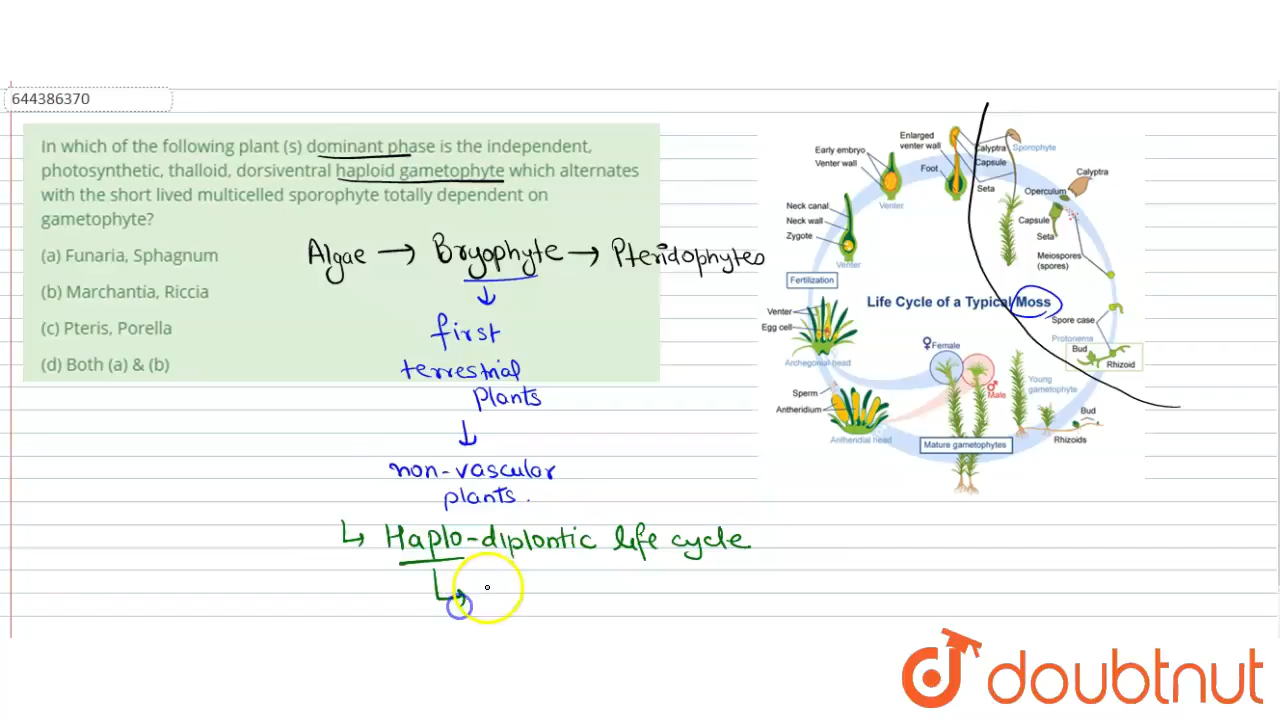 644386370
In which of the following plant (s) dominant phase is the independent,
photosynthetic, thalloid, dorsiventral haploid gametophyte which alternates
with the short lived multicelled sporophyte totally dependent on
gametophyte?
(a) Funaria, Sphagnum
(b) Marchantia, Riccia
(c) Pteris, Porella
(d) Both (a) & (b)
Algae → Bryophyte → Pteridophytes
↓
first
terrestrial
plants
↓
non-vascular
plants.
↳ Haplo-diplontic life cycle
Enlarged
venter wall
Early embryo
Venter wall
Foot
Calyptra
Capsule
Seta
Sporophyte
Venter
Neck canal
Neck wall
Zygote
Venter
Fertilization
Calyptra
Operculum
Capsule
Seta
Meiospores
(spores)
Life Cycle of a Typical Moss
Venter
Egg cell
Archegonial head
Spore case
Protonema
Bud
Rhizoid
♀ Female
♂
Male
Young
gametophyte
Sperm
Antheridium
Antheridial head
Bud
Rhizoids
Mature gametophytes
doubtnut